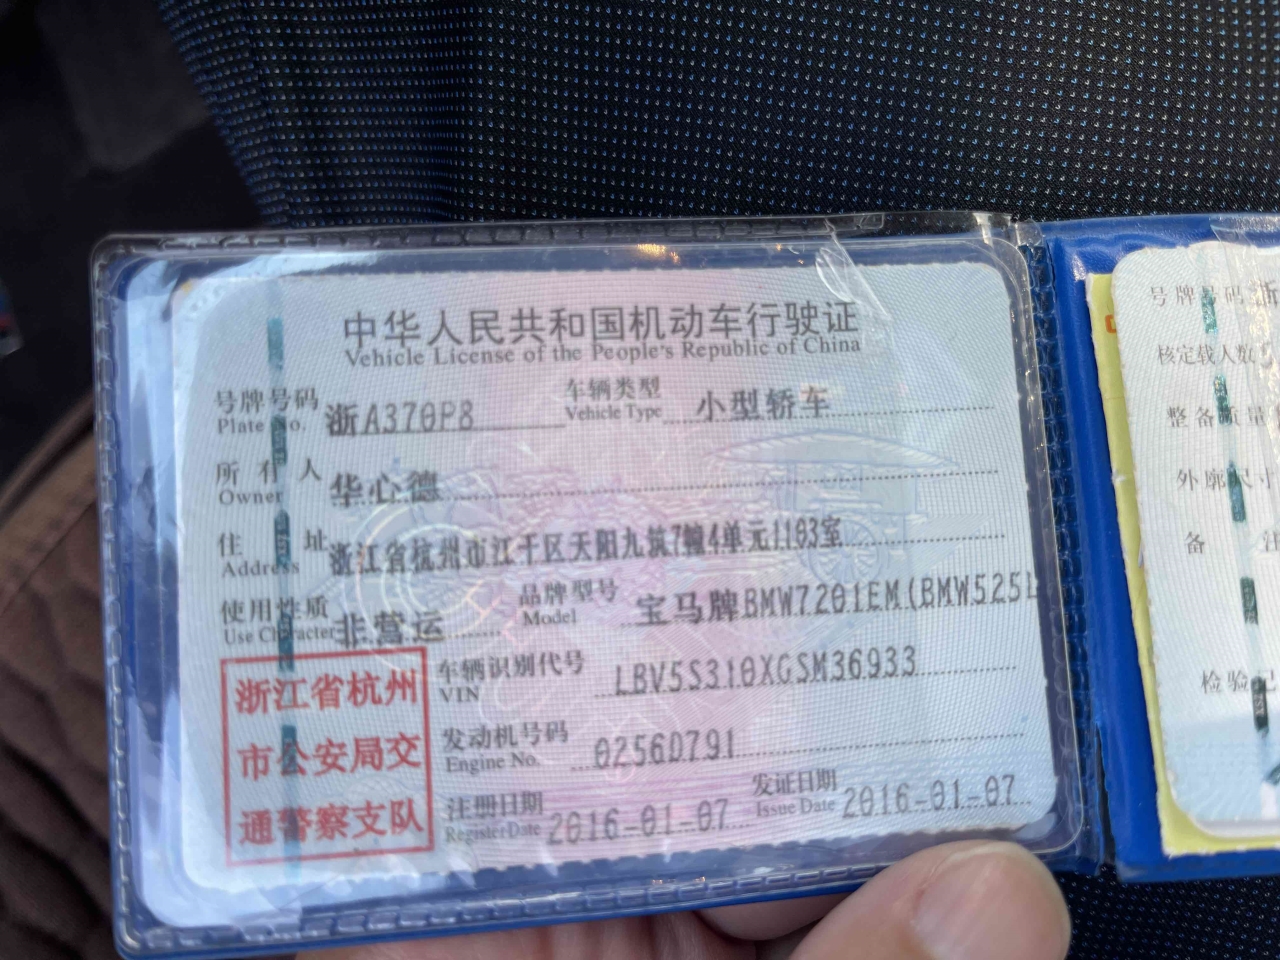 中华人民共和国机动车行驶证
Vehicle License of the People's Republic of China
号牌号码 浙A370P8 车辆类型 小型轿车
Plate No. Vehicle Type
所有人 华心德
Owner
住址 浙江省杭州市江干区天阳九筑7幢4单元1103室
Address
使用性质 非营运 品牌型号 宝马牌BMW7201EM(BMW525L
Use Character Model
浙江省杭州
市公安局交
通警察支队
车辆识别代号 LBV5S310XGSM36933
VIN
发动机号码 0256D791
Engine No.
注册日期 2016-01-07 发证日期 2016-01-07
Register Date Issue Date
号牌号码 浙
核定载人数
整备质量
外廓尺寸
备注
检验记